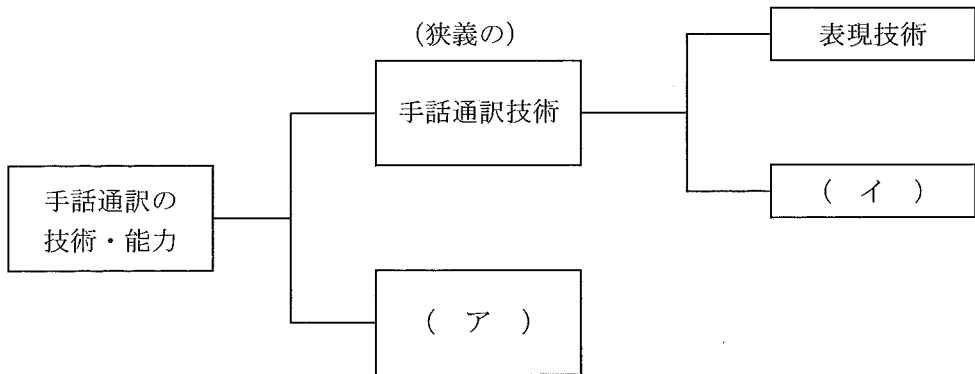 (狭義の)
表現技術
手話通訳技術
手話通訳の
技術・能力
( イ )
( ア )